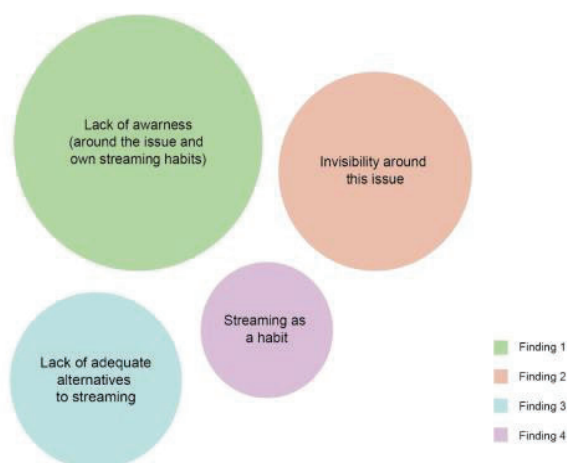 Lack of awarness
(around the issue and
own streaming habits)
Invisibility around
this issue
Streaming as
a habit
Lack of adequate
alternatives
to streaming
Finding 1
Finding 2
Finding 3
Finding 4